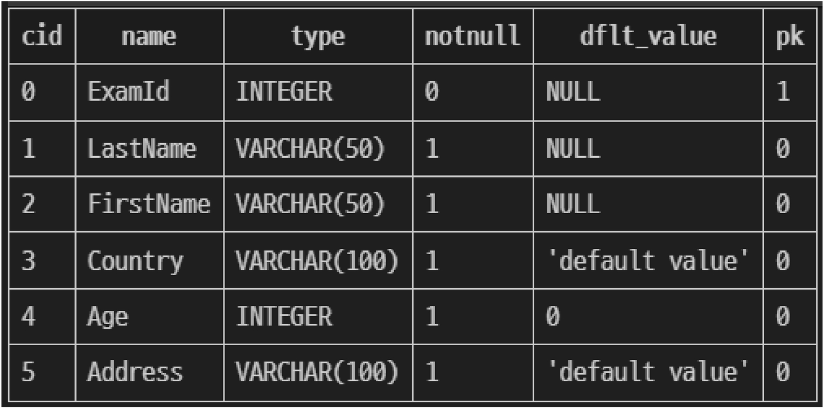 cid name type notnull dflt_value pk
0 ExamId INTEGER 0 NULL 1
1 LastName VARCHAR(50) 1 NULL 0
2 FirstName VARCHAR(50) 1 NULL 0
3 Country VARCHAR(100) 1 'default value' 0
4 Age INTEGER 1 0 0
5 Address VARCHAR(100) 1 'default value' 0